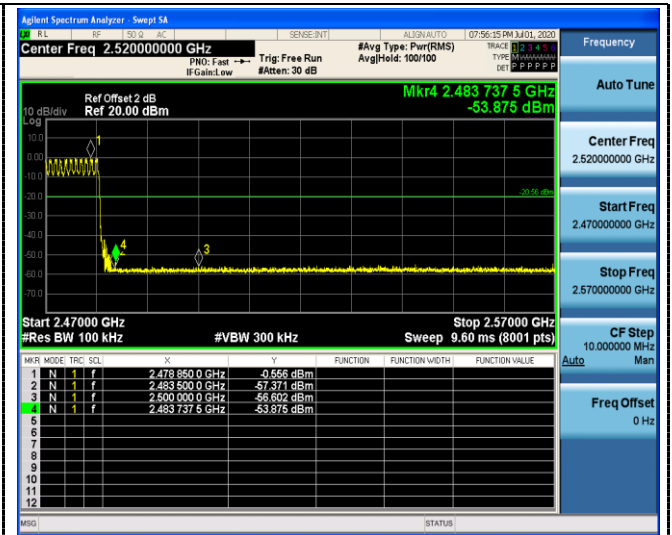 Agilent Spectrum Analyzer - Swept SA
RL RF 50 Ω AC SENSE:INT ALIGN AUTO 07:56:15 PM Jul 01, 2020
Center Freq 2.520000000 GHz #Avg Type: Pwr(RMS) TRACE 1 2 3 4 5 6
PNO: Fast Trig: Free Run Avg|Hold: 100/100 TYPE
IFGain:Low #Atten: 30 dB DET P P P P P P
Frequency
Auto Tune
Center Freq
2.520000000 GHz
Start Freq
2.470000000 GHz
Stop Freq
2.570000000 GHz
CF Step
10.000000 MHz
Auto Man
Freq Offset
0 Hz
Mkr4 2.483 737 5 GHz
-53.875 dBm
Ref Offset 2 dB
10 dB/div Ref 20.00 dBm
Log
10.0
0.00
-10.0
-20.0
-30.0
-40.0
-50.0
-60.0
-70.0
1
-20.56 dBm
4
3
Start 2.47000 GHz Stop 2.57000 GHz
#Res BW 100 kHz #VBW 300 kHz Sweep 9.60 ms (8001 pts)
MKR MODE TRC SCL X Y FUNCTION FUNCTION WIDTH FUNCTION VALUE
1 N 1 f 2.478 850 0 GHz -0.556 dBm
2 N 1 f 2.483 500 0 GHz -57.371 dBm
3 N 1 f 2.500 000 0 GHz -56.602 dBm
4 N 1 f 2.483 737 5 GHz -53.875 dBm
5
6
7
8
9
10
11
12
MSG STATUS